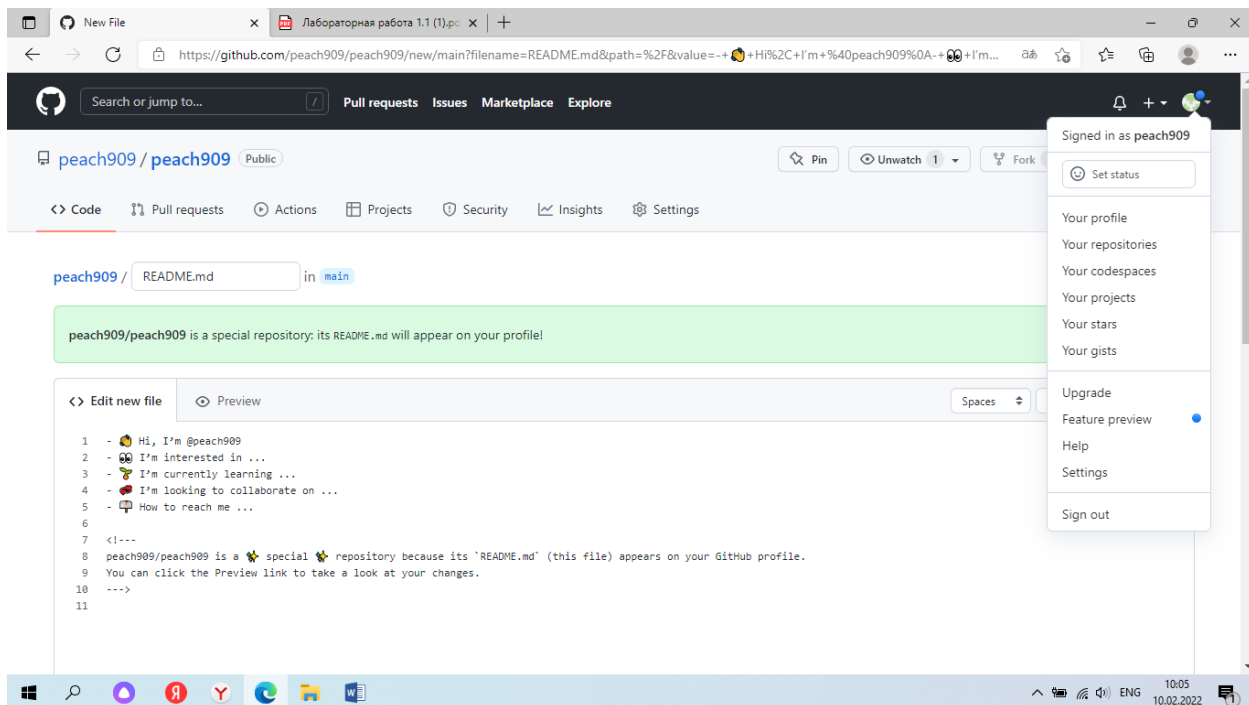 New File
Лабораторная работа 1.1 (1).pc
https://github.com/peach909/peach909/new/main?filename=README.md&path=%2F&value=-+👋+Hi%2C+I'm+%40peach909%0A-+👀+I'm...
Search or jump to... /
Pull requests Issues Marketplace Explore
Signed in as peach909
peach909 / peach909 Public
Pin Unwatch 1 Fork
Set status
<> Code Pull requests Actions Projects Security Insights Settings
Your profile
Your repositories
Your codespaces
Your projects
Your stars
Your gists
Upgrade
Feature preview
Help
Settings
Sign out
peach909 / README.md in main
peach909/peach909 is a special repository: its README.md will appear on your profile!
<> Edit new file Preview Spaces
1 - 👋 Hi, I'm @peach909
2 - 👀 I'm interested in ...
3 - 🌱 I'm currently learning ...
4 - 💞️ I'm looking to collaborate on ...
5 - 📫 How to reach me ...
6
7 <!---
8 peach909/peach909 is a ✨ special ✨ repository because its `README.md` (this file) appears on your GitHub profile.
9 You can click the Preview link to take a look at your changes.
10 --->
11
ENG
10:05
10.02.2022